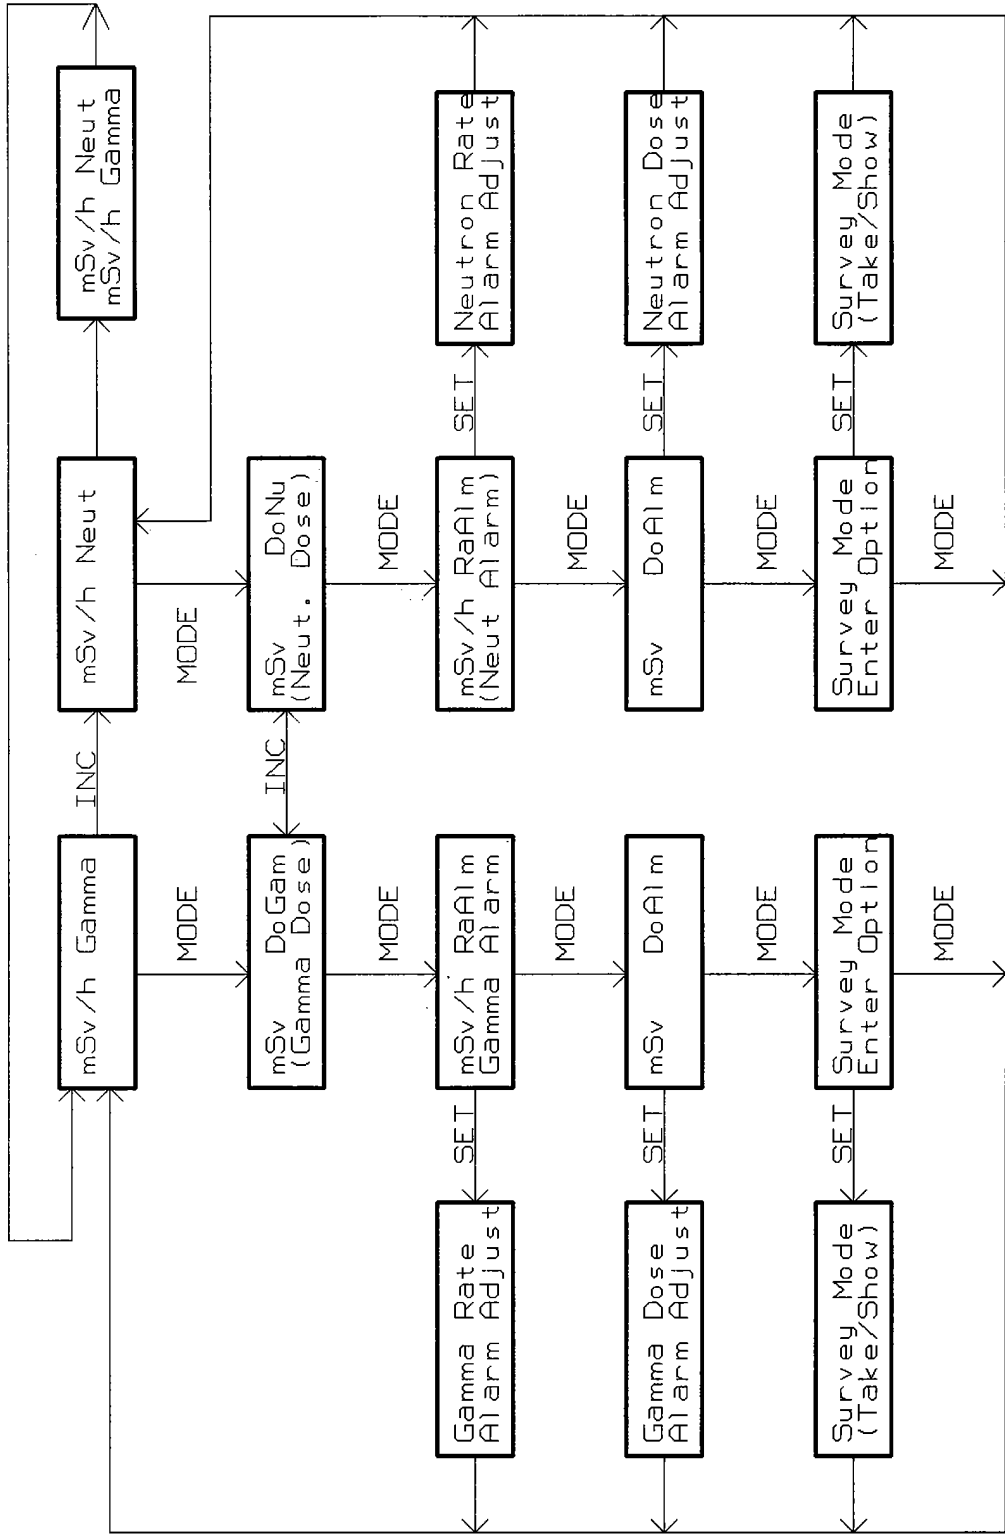 mSv/h Gamma
INC
mSv/h Neut
mSv/h Neut
mSv/h Gamma
MODE
MODE
mSv DoGam
(Gamma Dose)
INC
mSv DoNu
(Neut. Dose)
MODE
MODE
Gamma Rate
Alarm Adjust
SET
mSv/h RaAlm
Gamma Alarm
mSv/h RaAlm
(Neut Alarm)
SET
Neutron Rate
Alarm Adjust
MODE
MODE
Gamma Dose
Alarm Adjust
SET
mSv DoAlm
mSv DoAlm
SET
Neutron Dose
Alarm Adjust
MODE
MODE
Survey Mode
(Take/Show)
SET
Survey Mode
Enter Option
Survey Mode
Enter Option
SET
Survey Mode
(Take/Show)
MODE
MODE